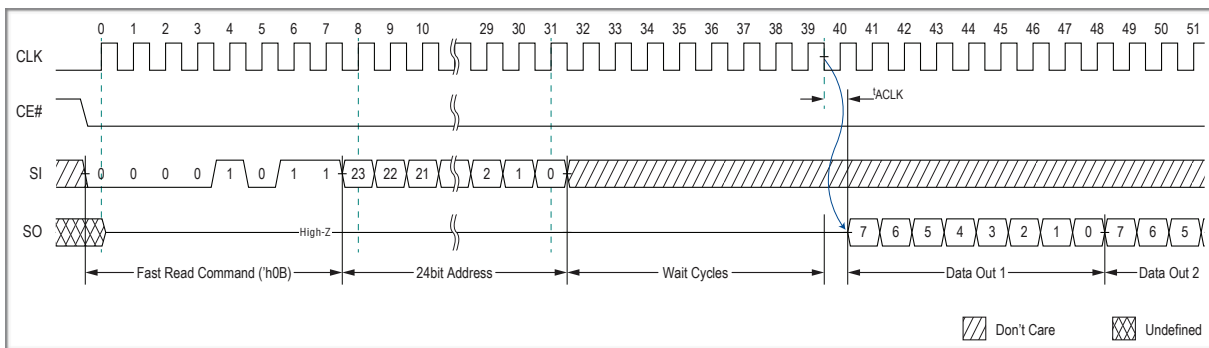 0 1 2 3 4 5 6 7 8 9 10 29 30 31 32 33 34 35 36 37 38 39 40 41 42 43 44 45 46 47 48 49 50 51
CLK
tACLK
CE#
SI 0 0 0 0 1 0 1 1 23 22 21 2 1 0
SO High-Z 7 6 5 4 3 2 1 0 7 6 5
Fast Read Command ('h0B) 24bit Address Wait Cycles Data Out 1 Data Out 2
Don't Care Undefined